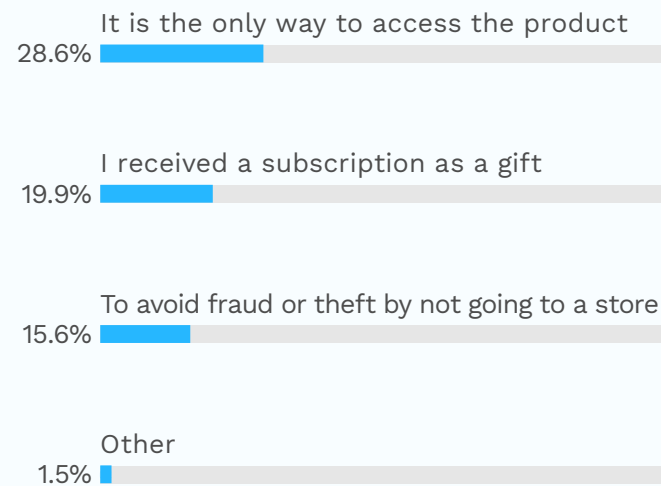 It is the only way to access the product
28.6%
I received a subscription as a gift
19.9%
To avoid fraud or theft by not going to a store
15.6%
Other
1.5%